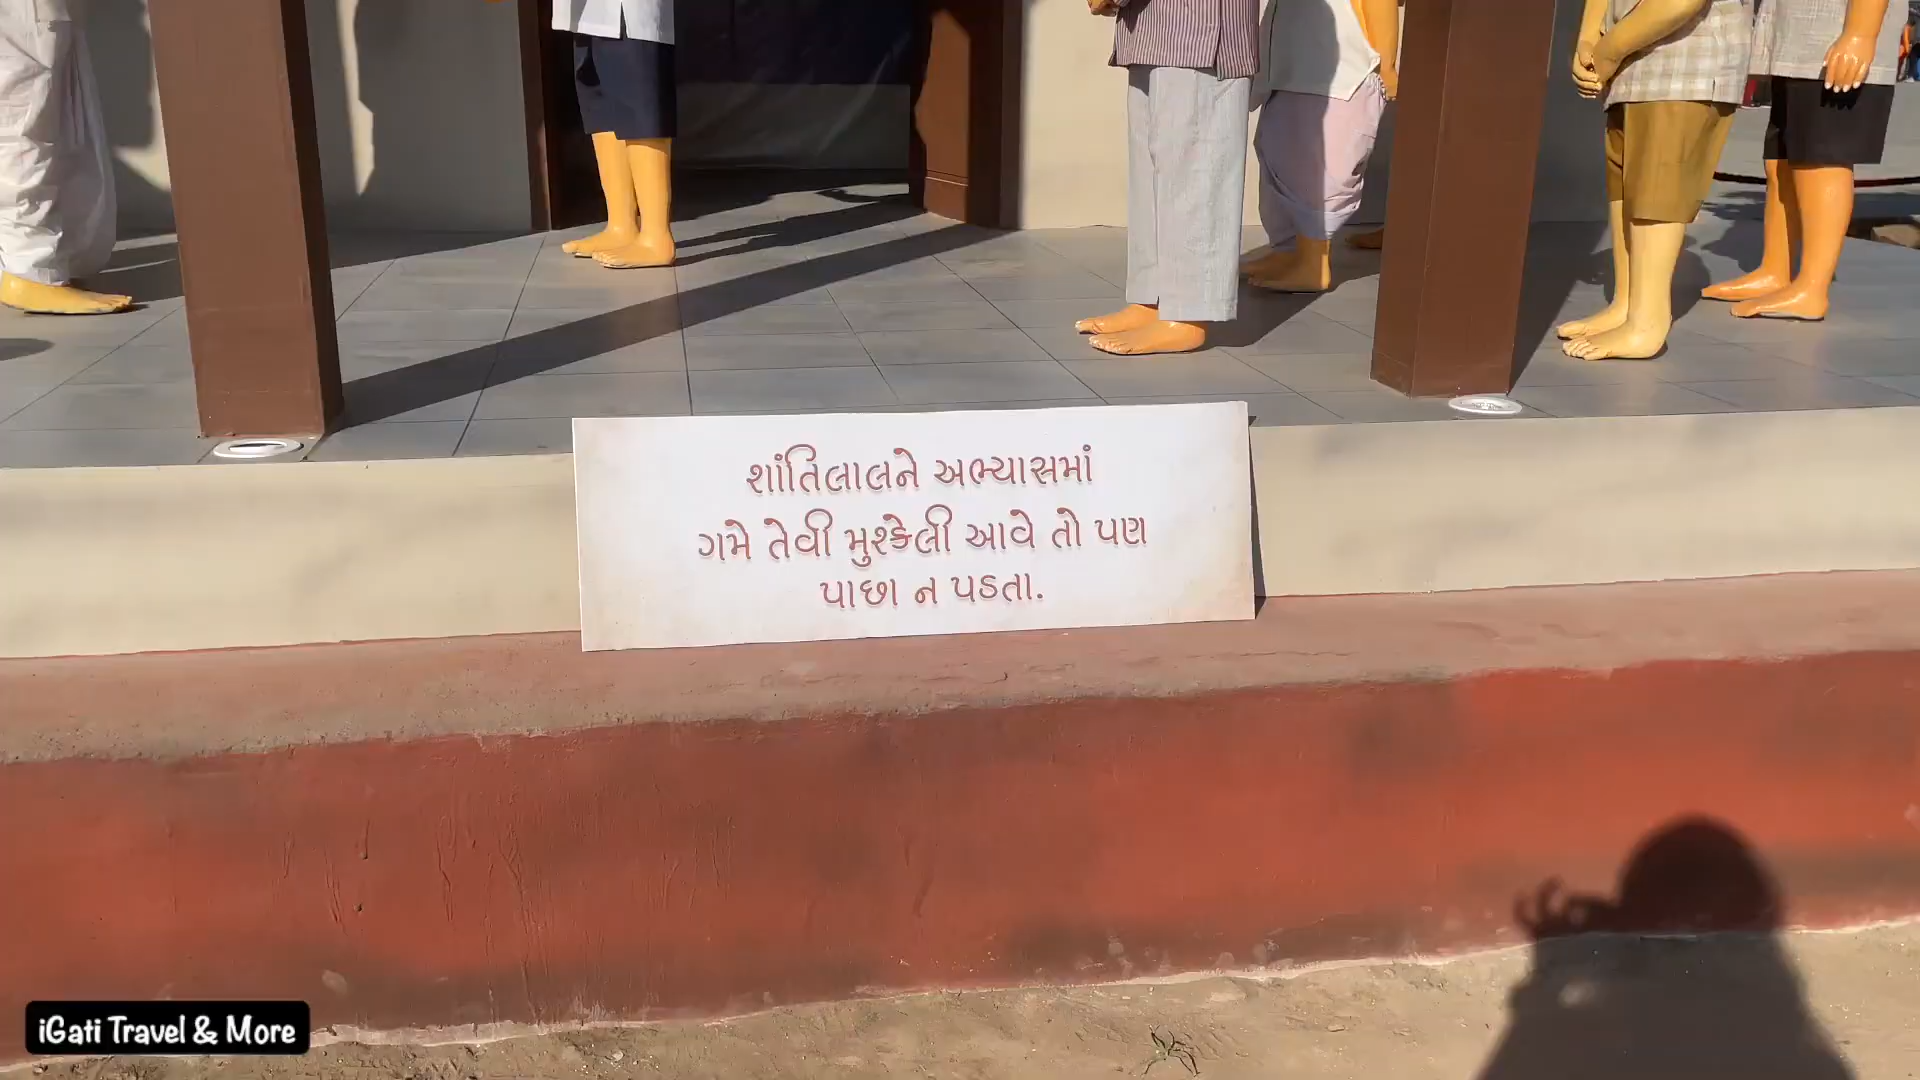 શાંતિલાલને અભ્યાસમાં
ગમે તેવી મુશ્કેલી આવે તો પણ
પાછા ન પડતા.
iGati Travel & More